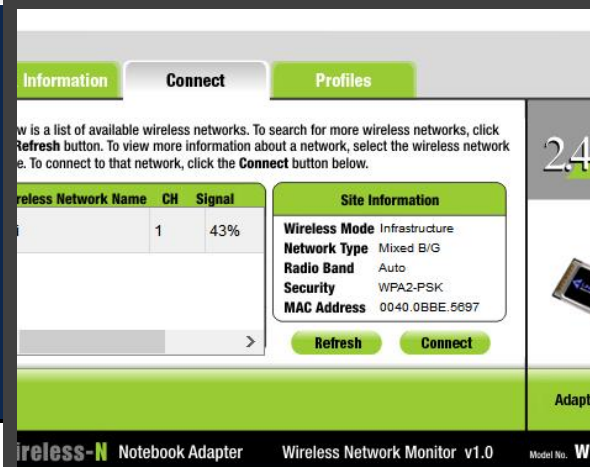 Information Connect Profiles
w is a list of available wireless networks. To search for more wireless networks, click
Refresh button. To view more information about a network, select the wireless network
e. To connect to that network, click the Connect button below.
2.4
reless Network Name CH Signal
i 1 43%
Site Information
Wireless Mode Infrastructure
Network Type Mixed B/G
Radio Band Auto
Security WPA2-PSK
MAC Address 0040.0BBE.5697
Refresh Connect
Adapt
ireless-N Notebook Adapter Wireless Network Monitor v1.0 Model No. W